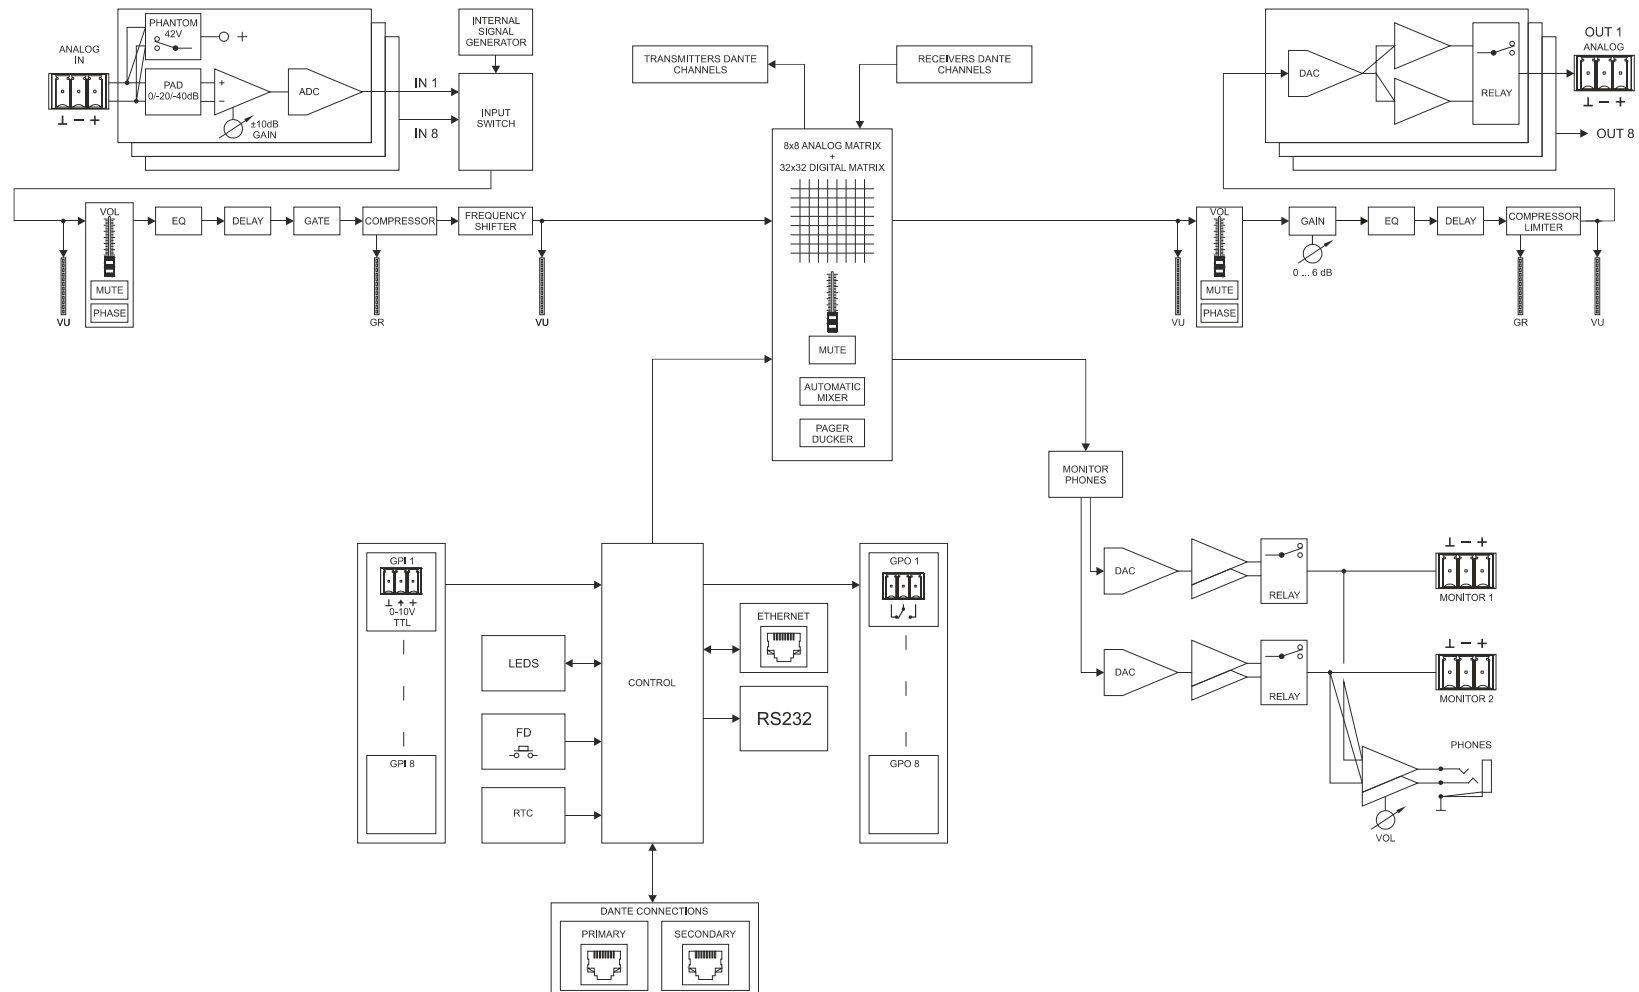 ANALOG
IN
⊥ − +
PHANTOM
42V
+
PAD
0/-20/-40dB
+
−
±10dB
GAIN
ADC
IN 1
IN 8
INTERNAL
SIGNAL
GENERATOR
INPUT
SWITCH
TRANSMITTERS DANTE
CHANNELS
RECEIVERS DANTE
CHANNELS
DAC
RELAY
OUT 1
ANALOG
⊥ − +
OUT 8
VU
VOL
MUTE
PHASE
EQ
DELAY
GATE
COMPRESSOR
GR
FREQUENCY
SHIFTER
VU
8x8 ANALOG MATRIX
+
32x32 DIGITAL MATRIX
MUTE
AUTOMATIC
MIXER
PAGER
DUCKER
VU
VOL
MUTE
PHASE
GAIN
0 ... 6 dB
EQ
DELAY
COMPRESSOR
LIMITER
GR
VU
MONITOR
PHONES
DAC
RELAY
⊥ − +
MONITOR 1
DAC
RELAY
⊥ − +
MONITOR 2
PHONES
VOL
GPI 1
0-10V
TTL
GPI 8
LEDS
FD
RTC
CONTROL
ETHERNET
RS232
GPO 1
GPO 8
DANTE CONNECTIONS
PRIMARY
SECONDARY